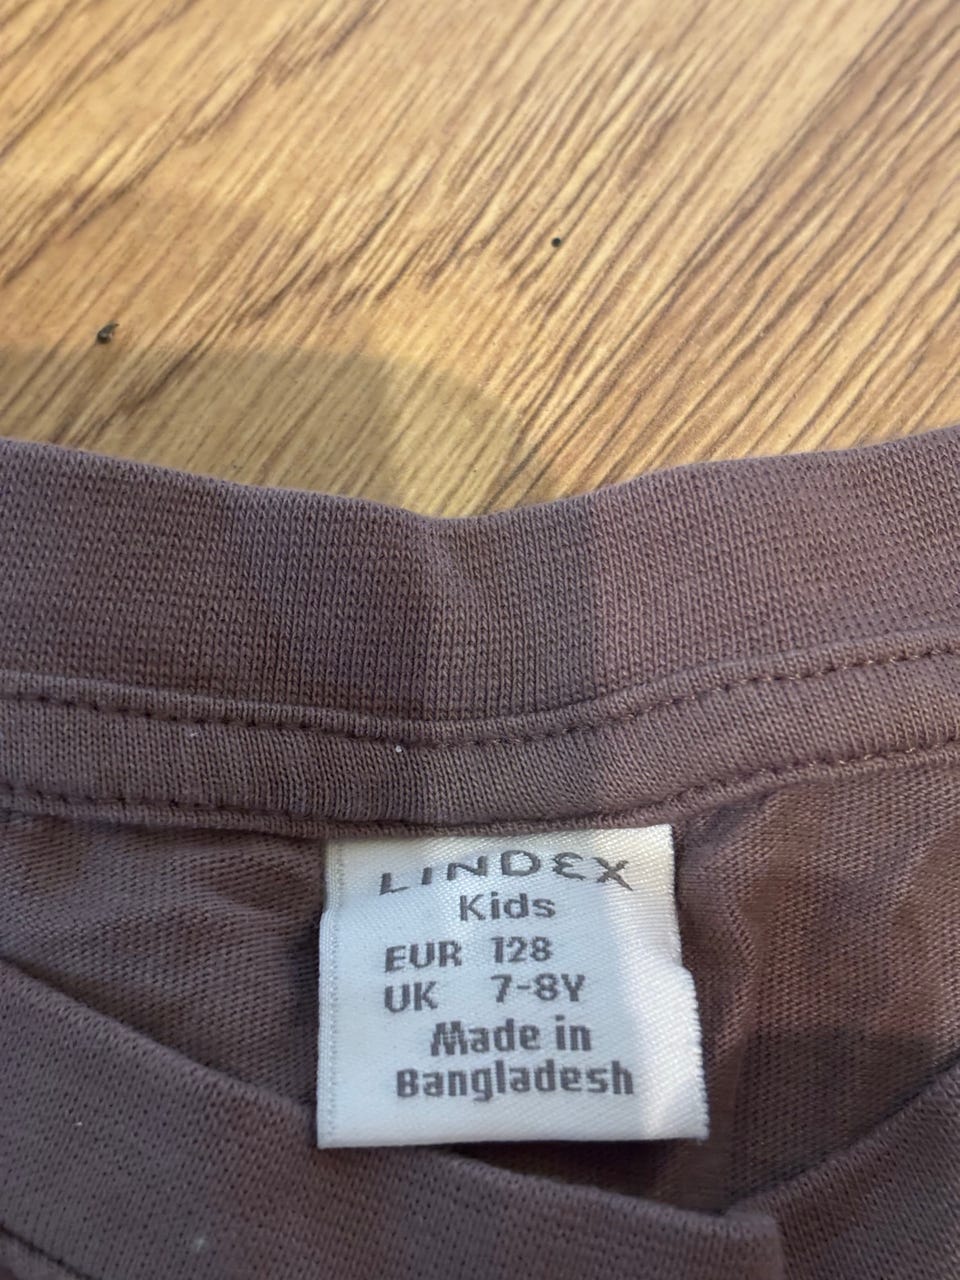 LINDEX
Kids
EUR 128
UK 7-8Y
Made in
Bangladesh